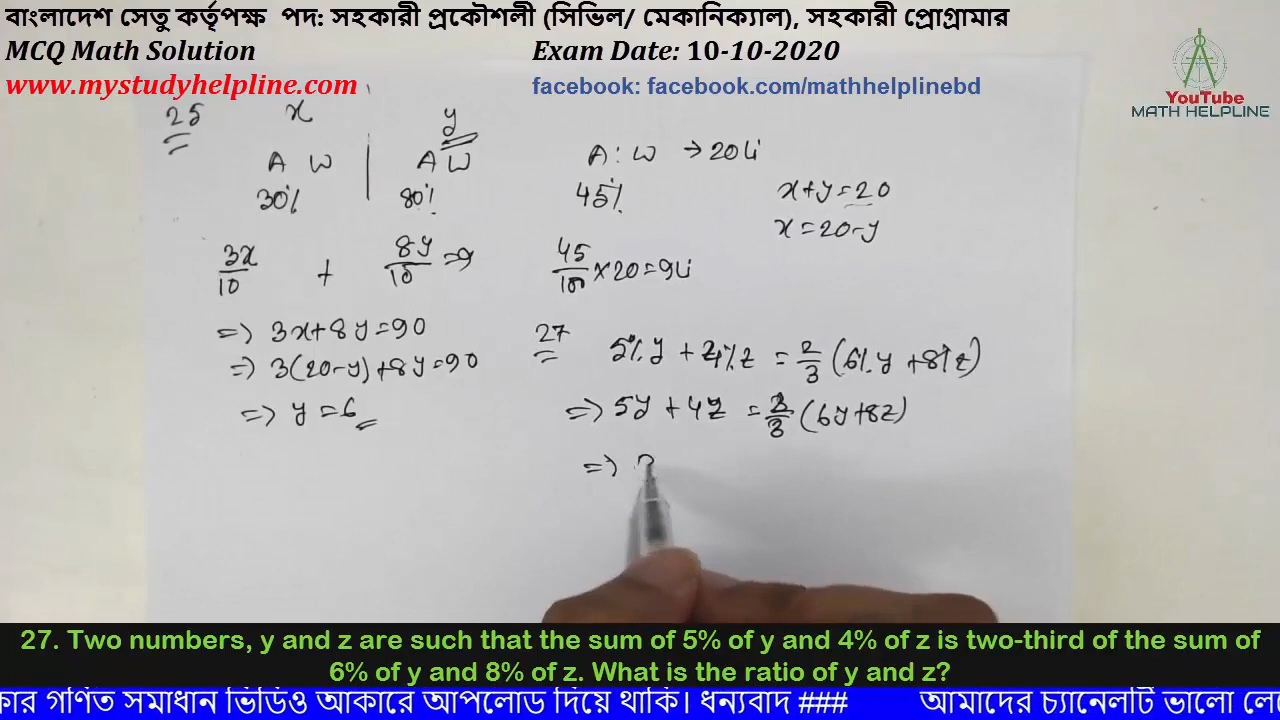 বাংলাদেশ সেতু কর্তৃপক্ষ পদ: সহকারী প্রকৌশলী (সিভিল/ মেকানিক্যাল), সহকারী প্রোগ্রামার
MCQ Math Solution Exam Date: 10-10-2020
www.mystudyhelpline.com facebook: facebook.com/mathhelplinebd
YouTube
MATH HELPLINE
25 x y
A W | A W A : W → 20 Li
30% 80% 45% x+y=20
x=20-y
3x/10 + 8y/10 =9 45/100 ×20=9Li
=> 3x+8y=90
=> 3(20-y)+8y=90
=> y=6
27 5% y + 4% z = 2/3 (6% y +8% z)
=> 5y + 4z = 2/3 (6y+8z)
=>
27. Two numbers, y and z are such that the sum of 5% of y and 4% of z is two-third of the sum of
6% of y and 8% of z. What is the ratio of y and z?
কার গণিত সমাধান ভিডিও আকারে আপলোড দিয়ে থাকি। ধন্যবাদ ### আমাদের চ্যানেলটি ভালো লে